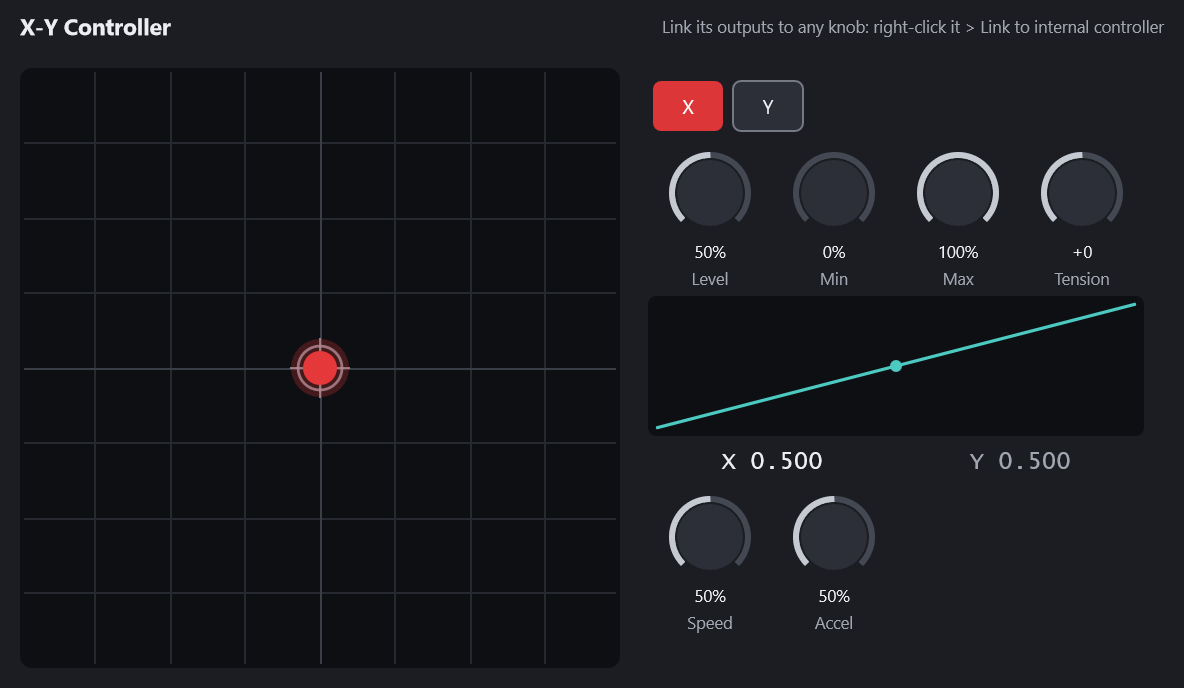 X-Y Controller
Link its outputs to any knob: right-click it > Link to internal controller
X Y
50% 0% 100% +0
Level Min Max Tension
X 0.500 Y 0.500
50% 50%
Speed Accel